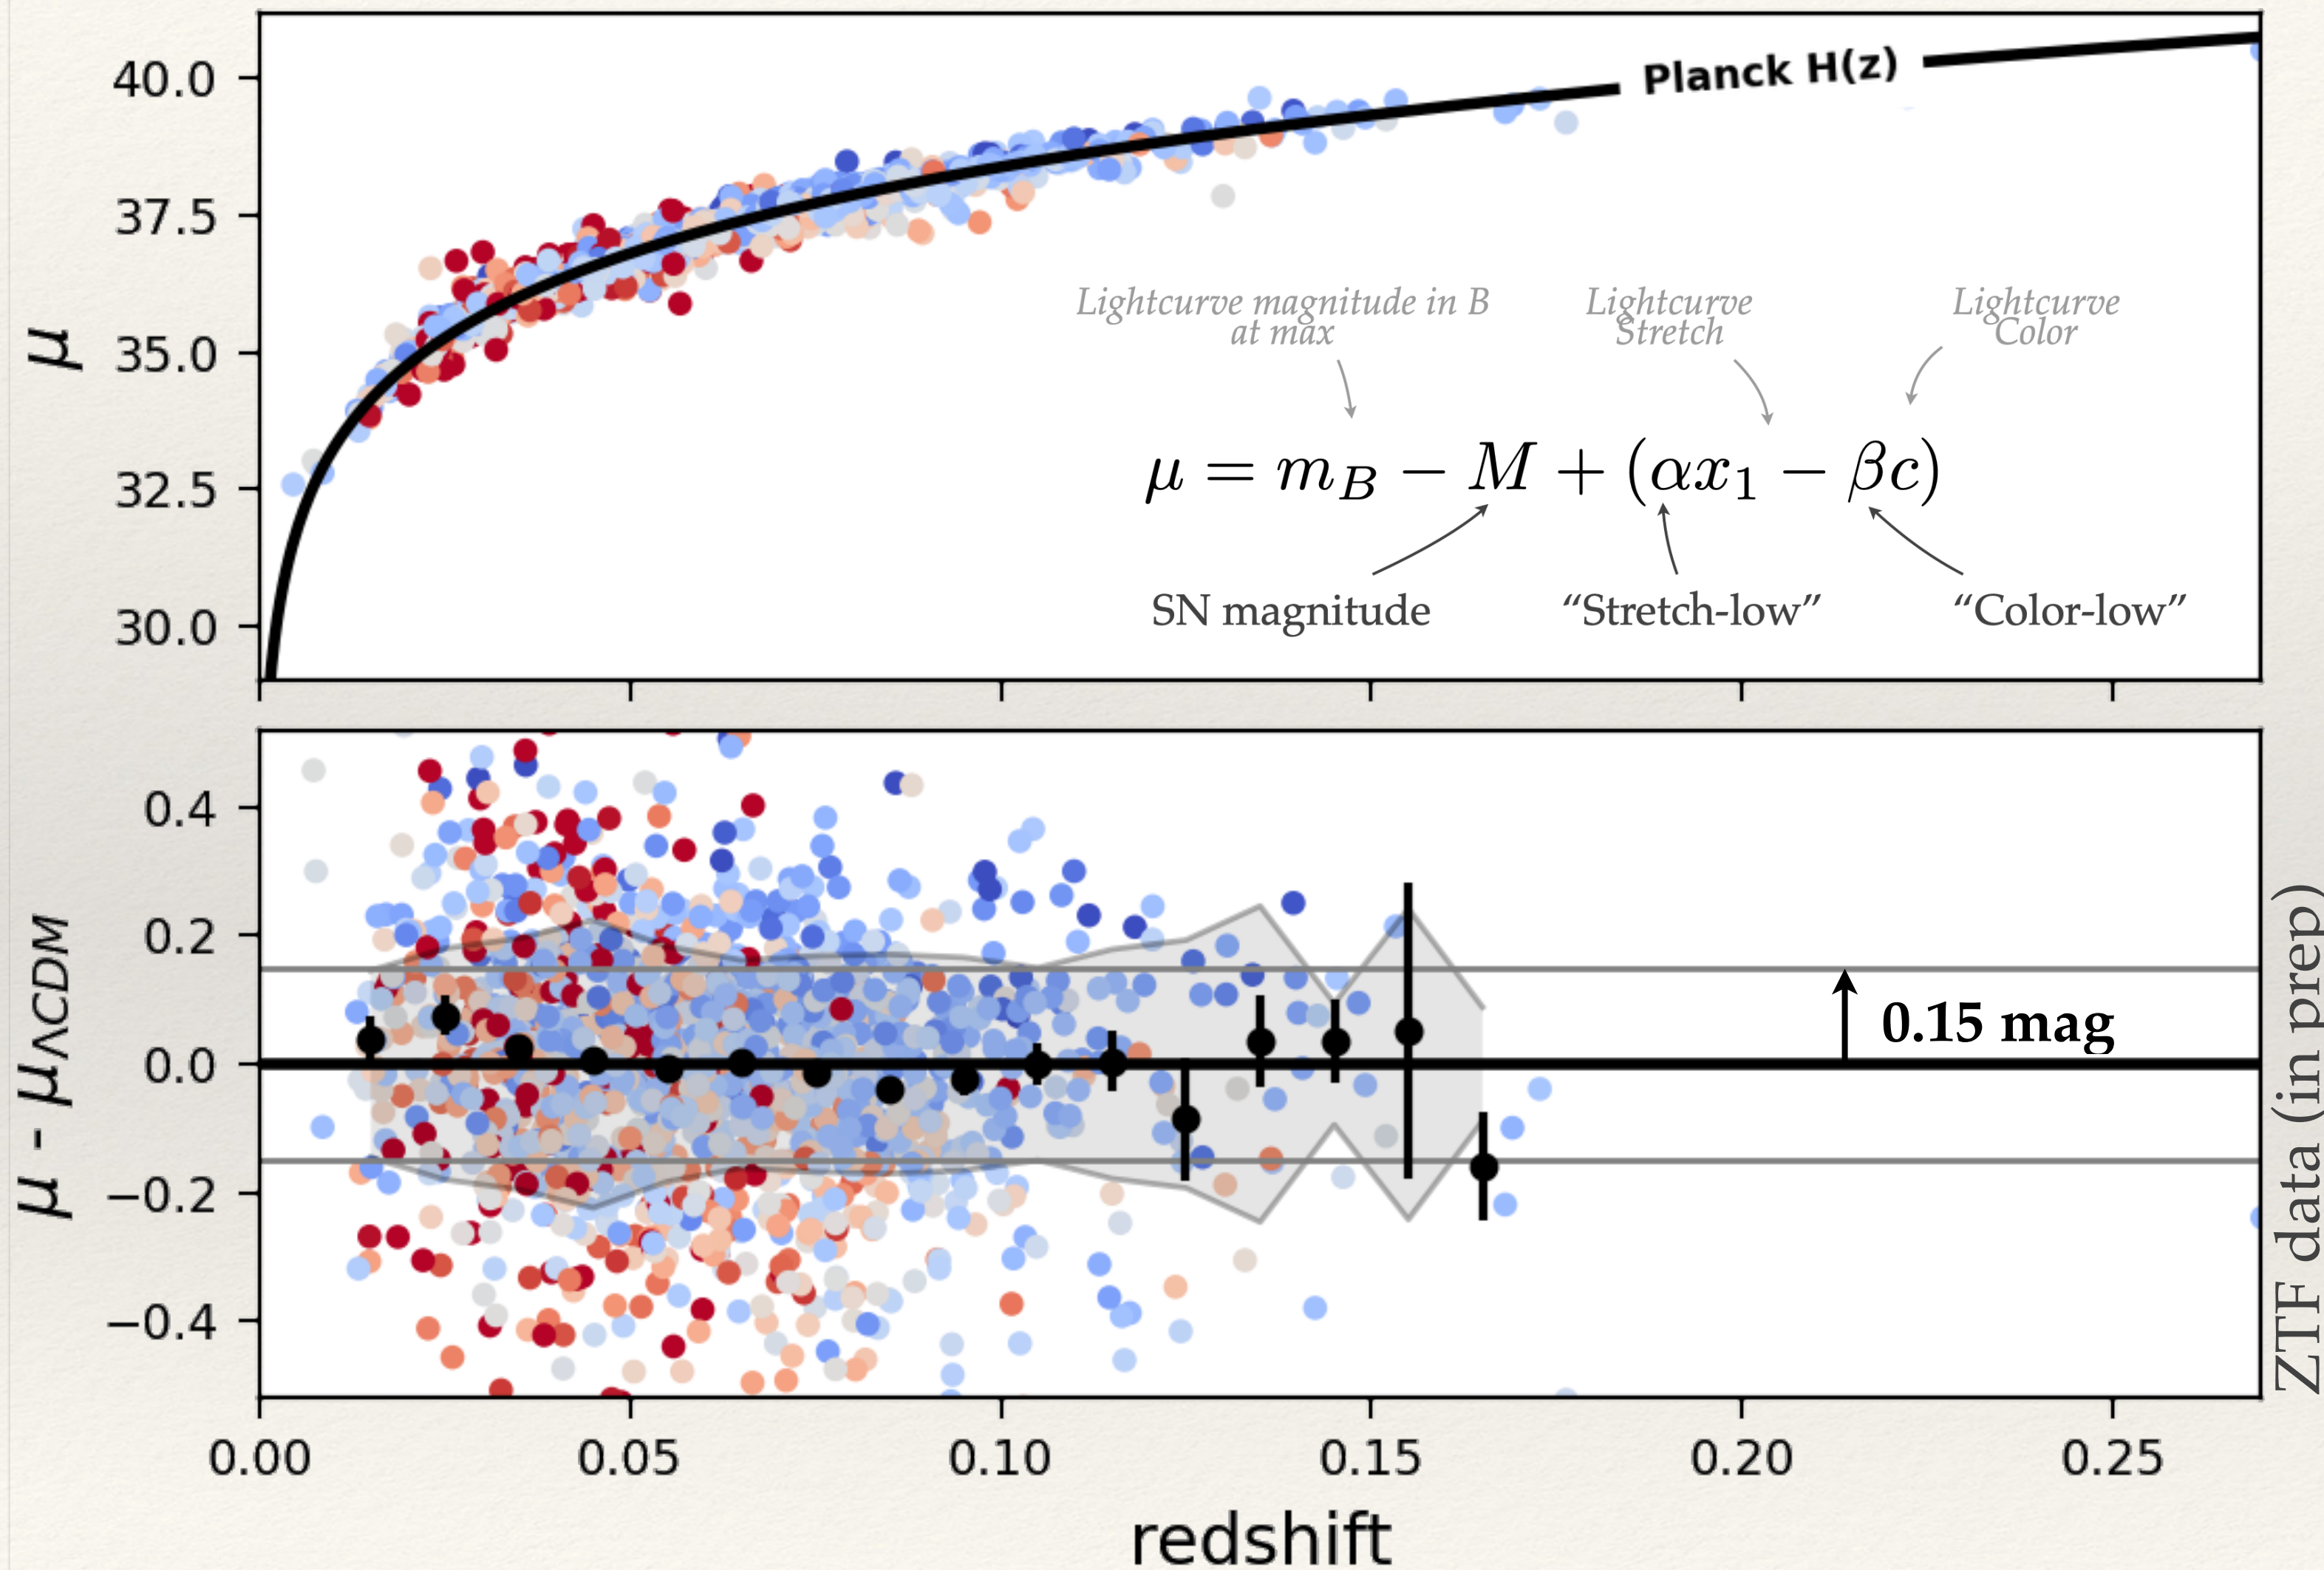 40.0
37.5
35.0
32.5
30.0
μ
Planck H(z)
Lightcurve magnitude in B
at max
Lightcurve
Stretch
Lightcurve
Color
μ = m_B − M + (αx₁ − βc)
SN magnitude
“Stretch-low”
“Color-low”
0.4
0.2
0.0
−0.2
−0.4
μ - μΛCDM
0.15 mag
ZTF data (in prep)
0.00
0.05
0.10
0.15
0.20
0.25
redshift